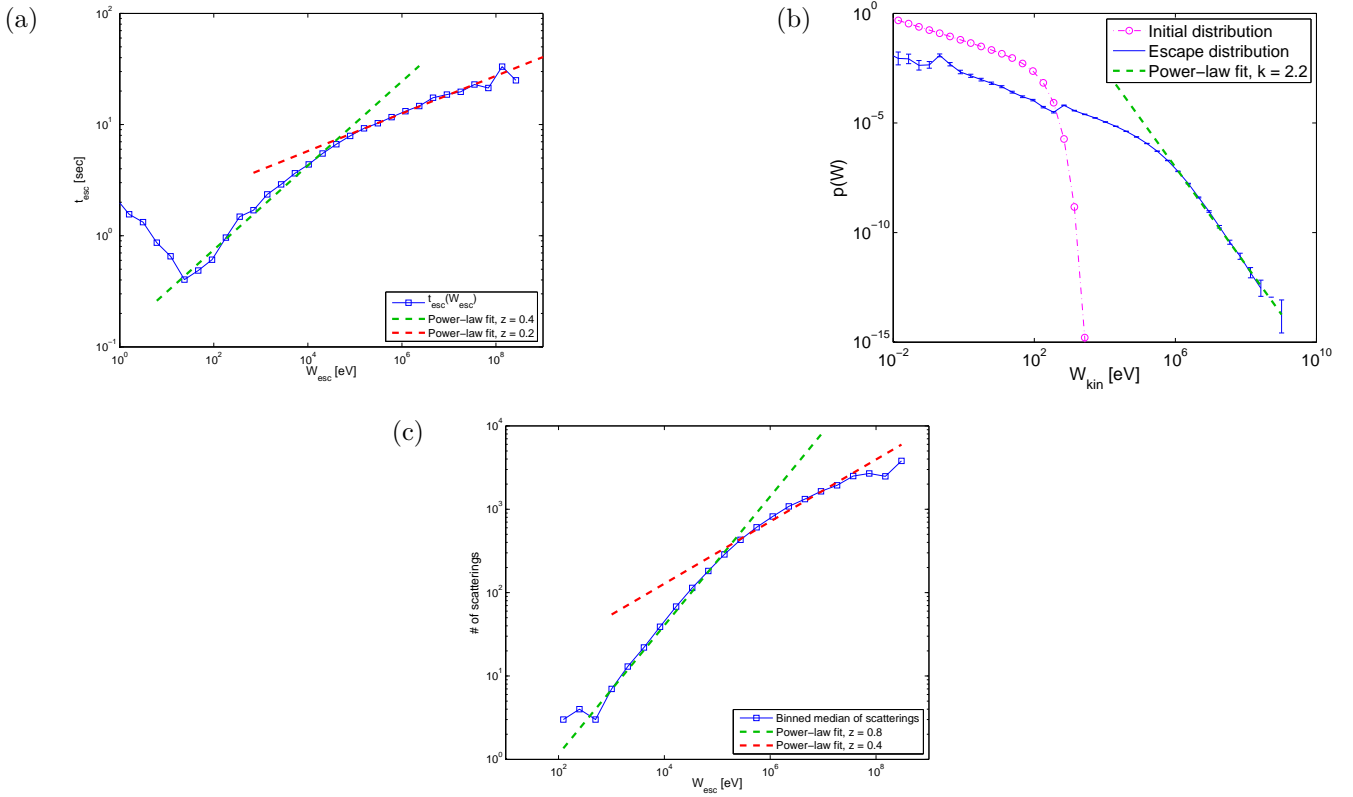 (a)
10^2
10^1
10^0
10^-1
t_esc [sec]
10^0
10^2
10^4
10^6
10^8
W_esc [eV]
t_esc(W_esc)
Power-law fit, z = 0.4
Power-law fit, z = 0.2
(b)
10^0
10^-5
10^-10
10^-15
p(W)
10^-2
10^2
10^6
10^10
W_kin [eV]
Initial distribution
Escape distribution
Power-law fit, k = 2.2
(c)
10^4
10^3
10^2
10^1
10^0
# of scatterings
10^2
10^4
10^6
10^8
W_esc [eV]
Binned median of scatterings
Power-law fit, z = 0.8
Power-law fit, z = 0.4